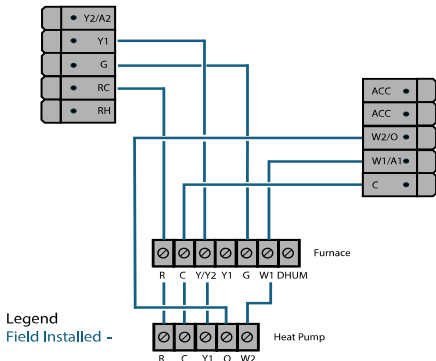 Y2/A2
Y1
G
RC
RH
ACC
ACC
W2/O
W1/A1
C
Furnace
R C Y/Y2 Y1 G W1 DHUM
Legend
Field Installed -
Heat Pump
R C Y1 O W2